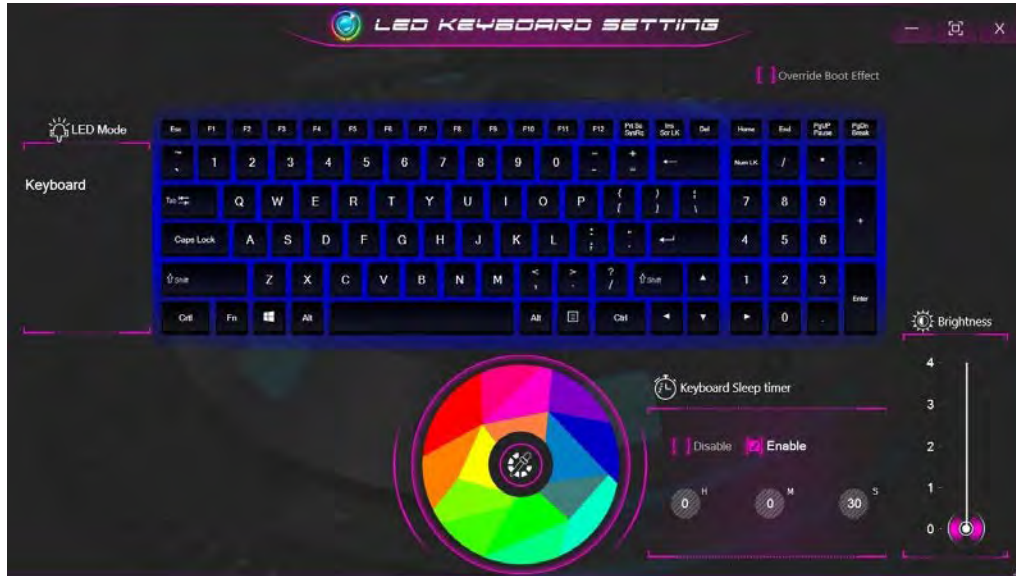 LED KEYBOARD SETTING
[ ] Override Boot Effect
LED Mode
Keyboard
Esc F1 F2 F3 F4 F5 F6 F7 F8 F9 F10 F11 F12 Prt Sc SysRq Ins Scr LK Del Home End PgUP Pause PgDn Break
~ ` 1 2 3 4 5 6 7 8 9 0 - - + = ← Num LK / * -
Tab Q W E R T Y U I O P { [ } ] ¦ \ 7 8 9 +
Caps Lock A S D F G H J K L : ; " ' ↵ 4 5 6
⇧ Shift Z X C V B N M < , > . ? / ⇧ Shift ▲ 1 2 3 Enter
Crtl Fn Alt Alt Ctrl ◄ ▼ ► 0 .
Brightness
4
3
2
1
0
Keyboard Sleep timer
[ ] Disable [✓] Enable
0 H 0 M 30 S